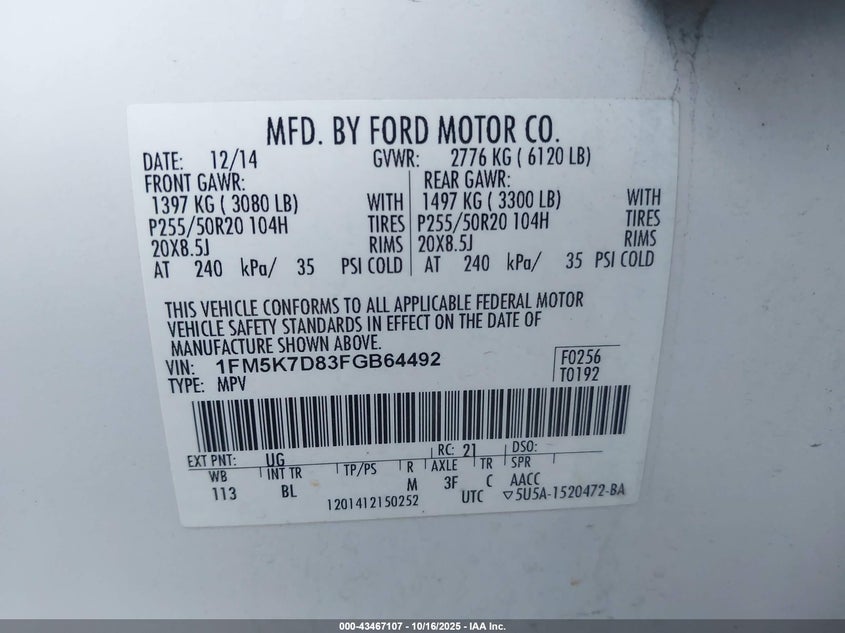 MFD. BY FORD MOTOR CO.
DATE: 12/14 GVWR: 2776 KG ( 6120 LB)
FRONT GAWR: REAR GAWR:
1397 KG ( 3080 LB) WITH 1497 KG ( 3300 LB) WITH
P255/50R20 104H TIRES P255/50R20 104H TIRES
20X8.5J RIMS 20X8.5J RIMS
AT 240 kPa/ 35 PSI COLD AT 240 kPa/ 35 PSI COLD
THIS VEHICLE CONFORMS TO ALL APPLICABLE FEDERAL MOTOR
VEHICLE SAFETY STANDARDS IN EFFECT ON THE DATE OF
MANUFACTURE SHOWN ABOVE.
VIN: 1FM5K7D83FGB64492 F0256
TYPE: MPV T0192
EXT PNT: UG RC: 21 DSO:
WB INT TR TP/PS R AXLE TR SPR
113 BL M 3F C AACC
1201412150252 UTC ▽5U5A-1520472-BA
000-43467107 - 10/16/2025 - IAA Inc.